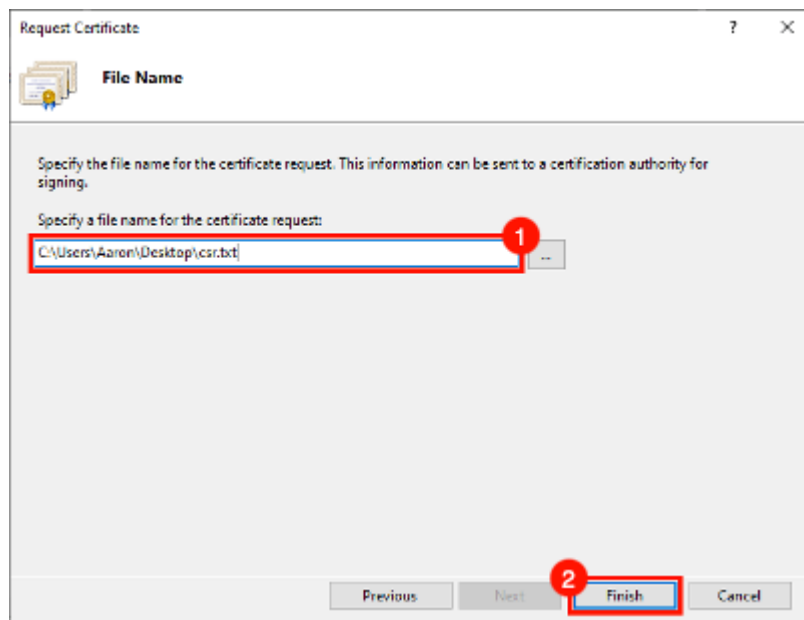 Request Certificate
?
File Name
Specify the file name for the certificate request. This information can be sent to a certification authority for
signing.
Specify a file name for the certificate request:
1
C:\Users\Aaron\Desktop\csr.txt
...
2
Previous
Next
Finish
Cancel